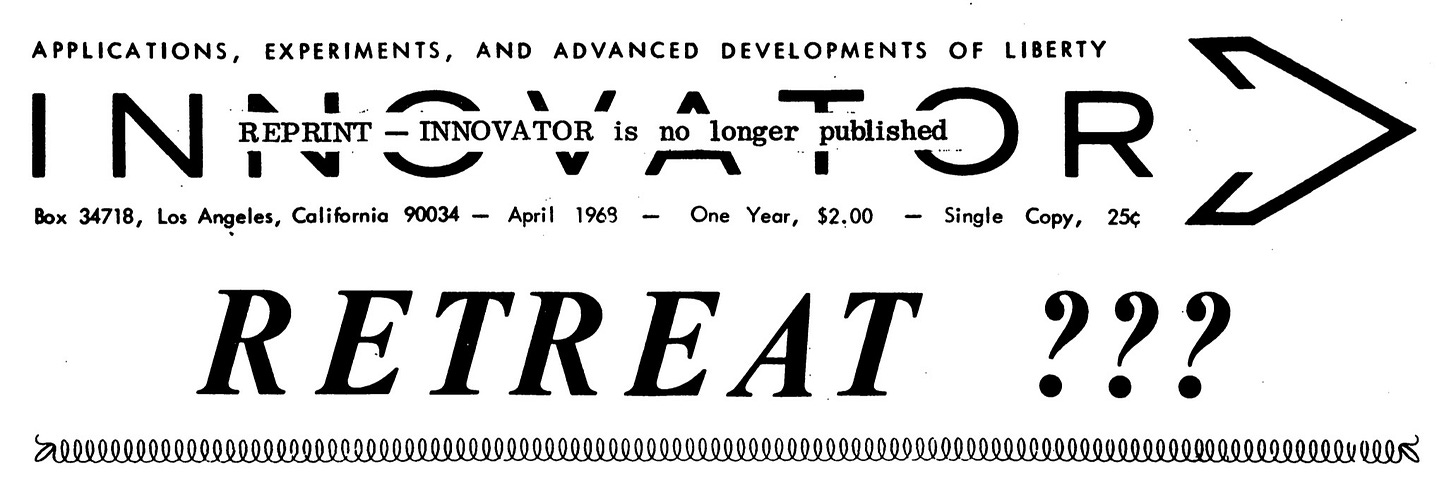 APPLICATIONS, EXPERIMENTS, AND ADVANCED DEVELOPMENTS OF LIBERTY
INNOVATOR
REPRINT — INNOVATOR is no longer published
Box 34718, Los Angeles, California 90034 — April 1969 — One Year, $2.00 — Single Copy, 25¢
RETREAT ???